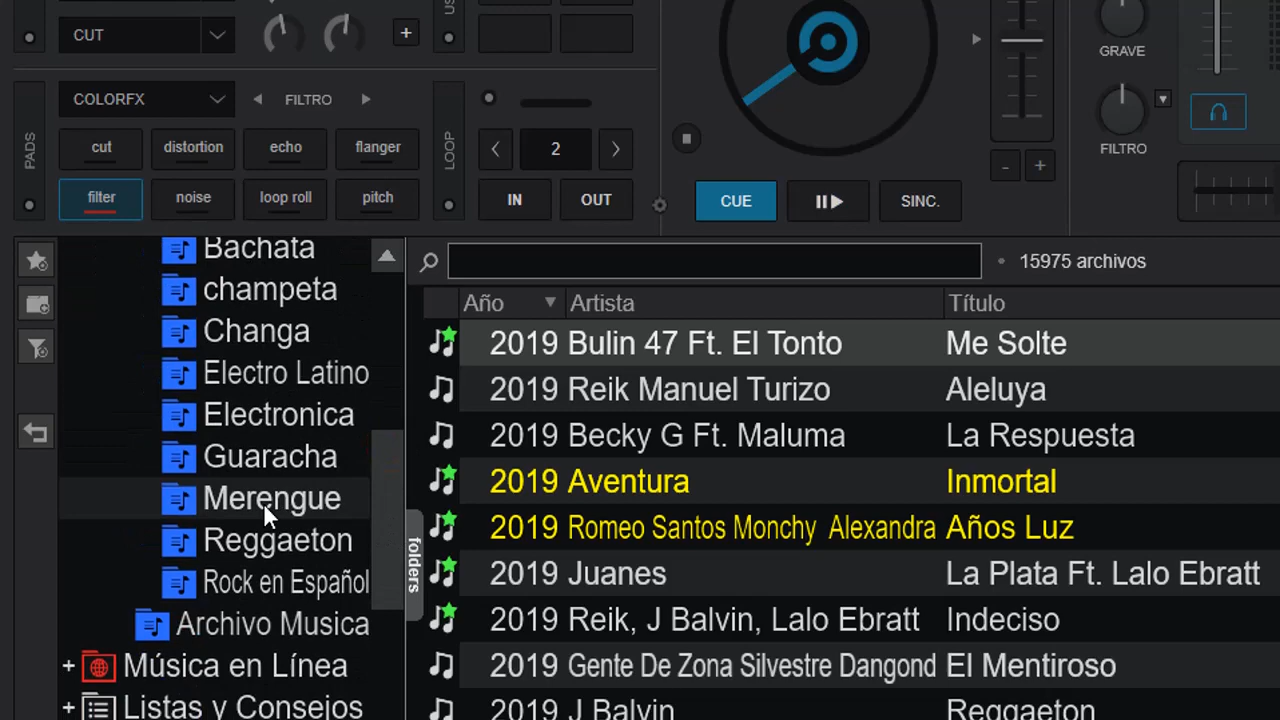 US
CUT
+
GRAVE
PADS
COLORFX
FILTRO
LOOP
cut
distortion
echo
flanger
2
FILTRO
filter
noise
loop roll
pitch
IN
OUT
CUE
SINC.
-
+
Bachata
champeta
Changa
Electro Latino
Electronica
Guaracha
Merengue
Reggaeton
Rock en Español
Archivo Musica
+ Música en Línea
+ Listas y Consejos
folders
15975 archivos
Año Artista Título
2019 Bulin 47 Ft. El Tonto Me Solte
2019 Reik Manuel Turizo Aleluya
2019 Becky G Ft. Maluma La Respuesta
2019 Aventura Inmortal
2019 Romeo Santos Monchy Alexandra Años Luz
2019 Juanes La Plata Ft. Lalo Ebratt
2019 Reik, J Balvin, Lalo Ebratt Indeciso
2019 Gente De Zona Silvestre Dangond El Mentiroso
2019 J Balvin Reggaeton